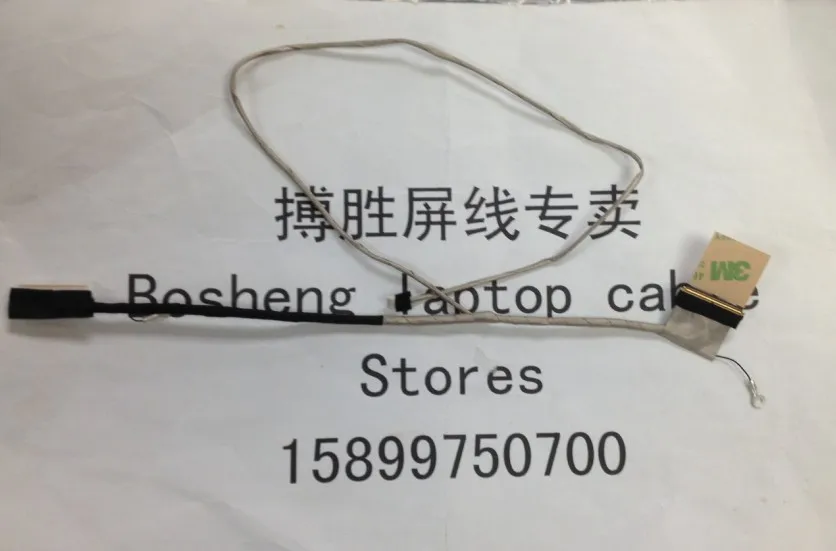 搏胜屏线专卖
Bosheng laptop cable
Stores
15899750700
3M